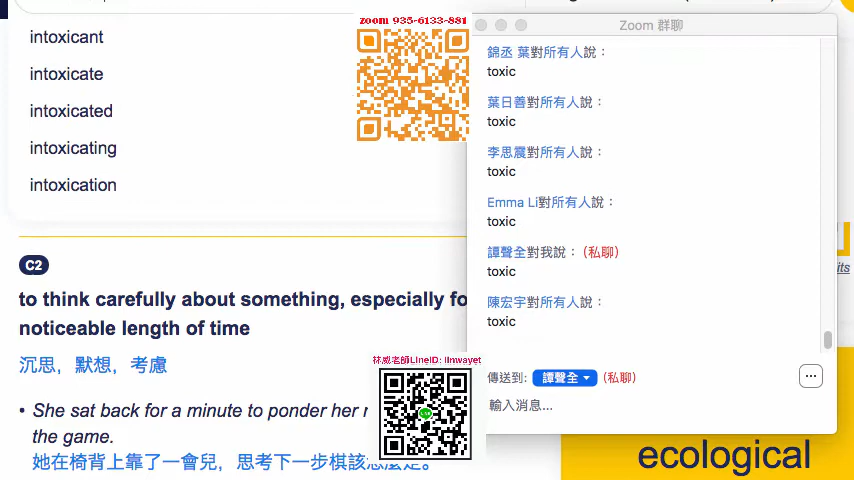 intoxicant
intoxicate
intoxicated
intoxicating
intoxication
zoom 935-6133-881
C2
to think carefully about something, especially fo
noticeable length of time
沉思，默想，考慮
• She sat back for a minute to ponder her
the game.
她在椅背上靠了一會兒，思考下一步棋該怎麼走。
林威老師LineID: linwayet
Zoom 群聊
錦丞 葉對所有人說：
toxic
葉日善對所有人說：
toxic
李思震對所有人說：
toxic
Emma Li對所有人說：
toxic
譚聲全對我說： (私聊)
toxic
陳宏宇對所有人說：
toxic
傳送到: 譚聲全 (私聊)
輸入消息...
its
ecological